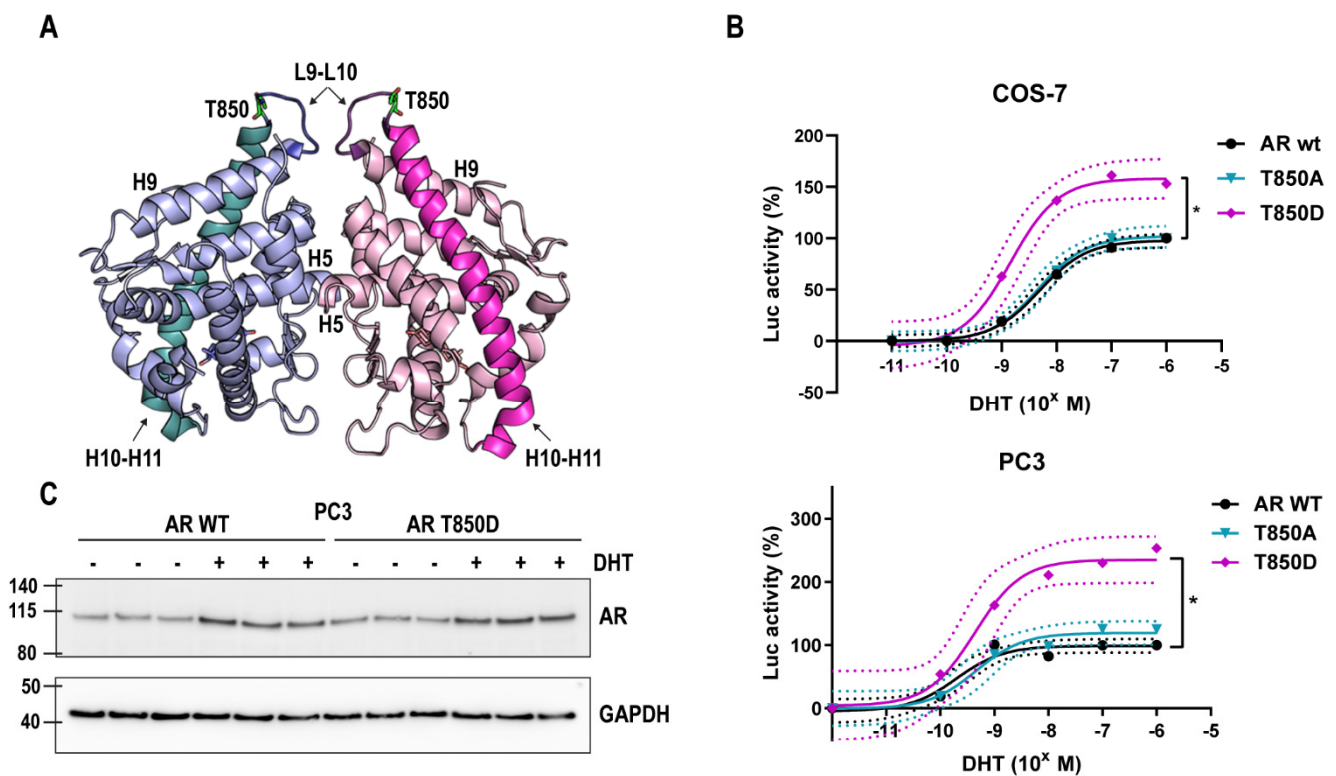 A
L9-L10
T850 T850
H9 H9
H5
H5
H10-H11 H10-H11
B
COS-7
200
150
100
50
0
-50
Luc activity (%)
-11 -10 -9 -8 -7 -6 -5
DHT (10ˣ M)
AR wt
T850A
T850D
*
PC3
300
200
100
0
Luc activity (%)
-11 -10 -9 -8 -7 -6 -5
DHT (10ˣ M)
AR WT
T850A
T850D
*
C
PC3
AR WT AR T850D
- - - + + + - - - + + + DHT
140
115
80
AR
50
40
GAPDH